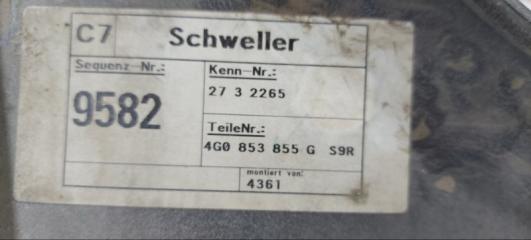 C7 Schweller
Sequenz-Nr.:
9582
Kenn-Nr.:
27 3 2265
TeileNr.:
4G0 853 855 G S9R
montiert von:
4361